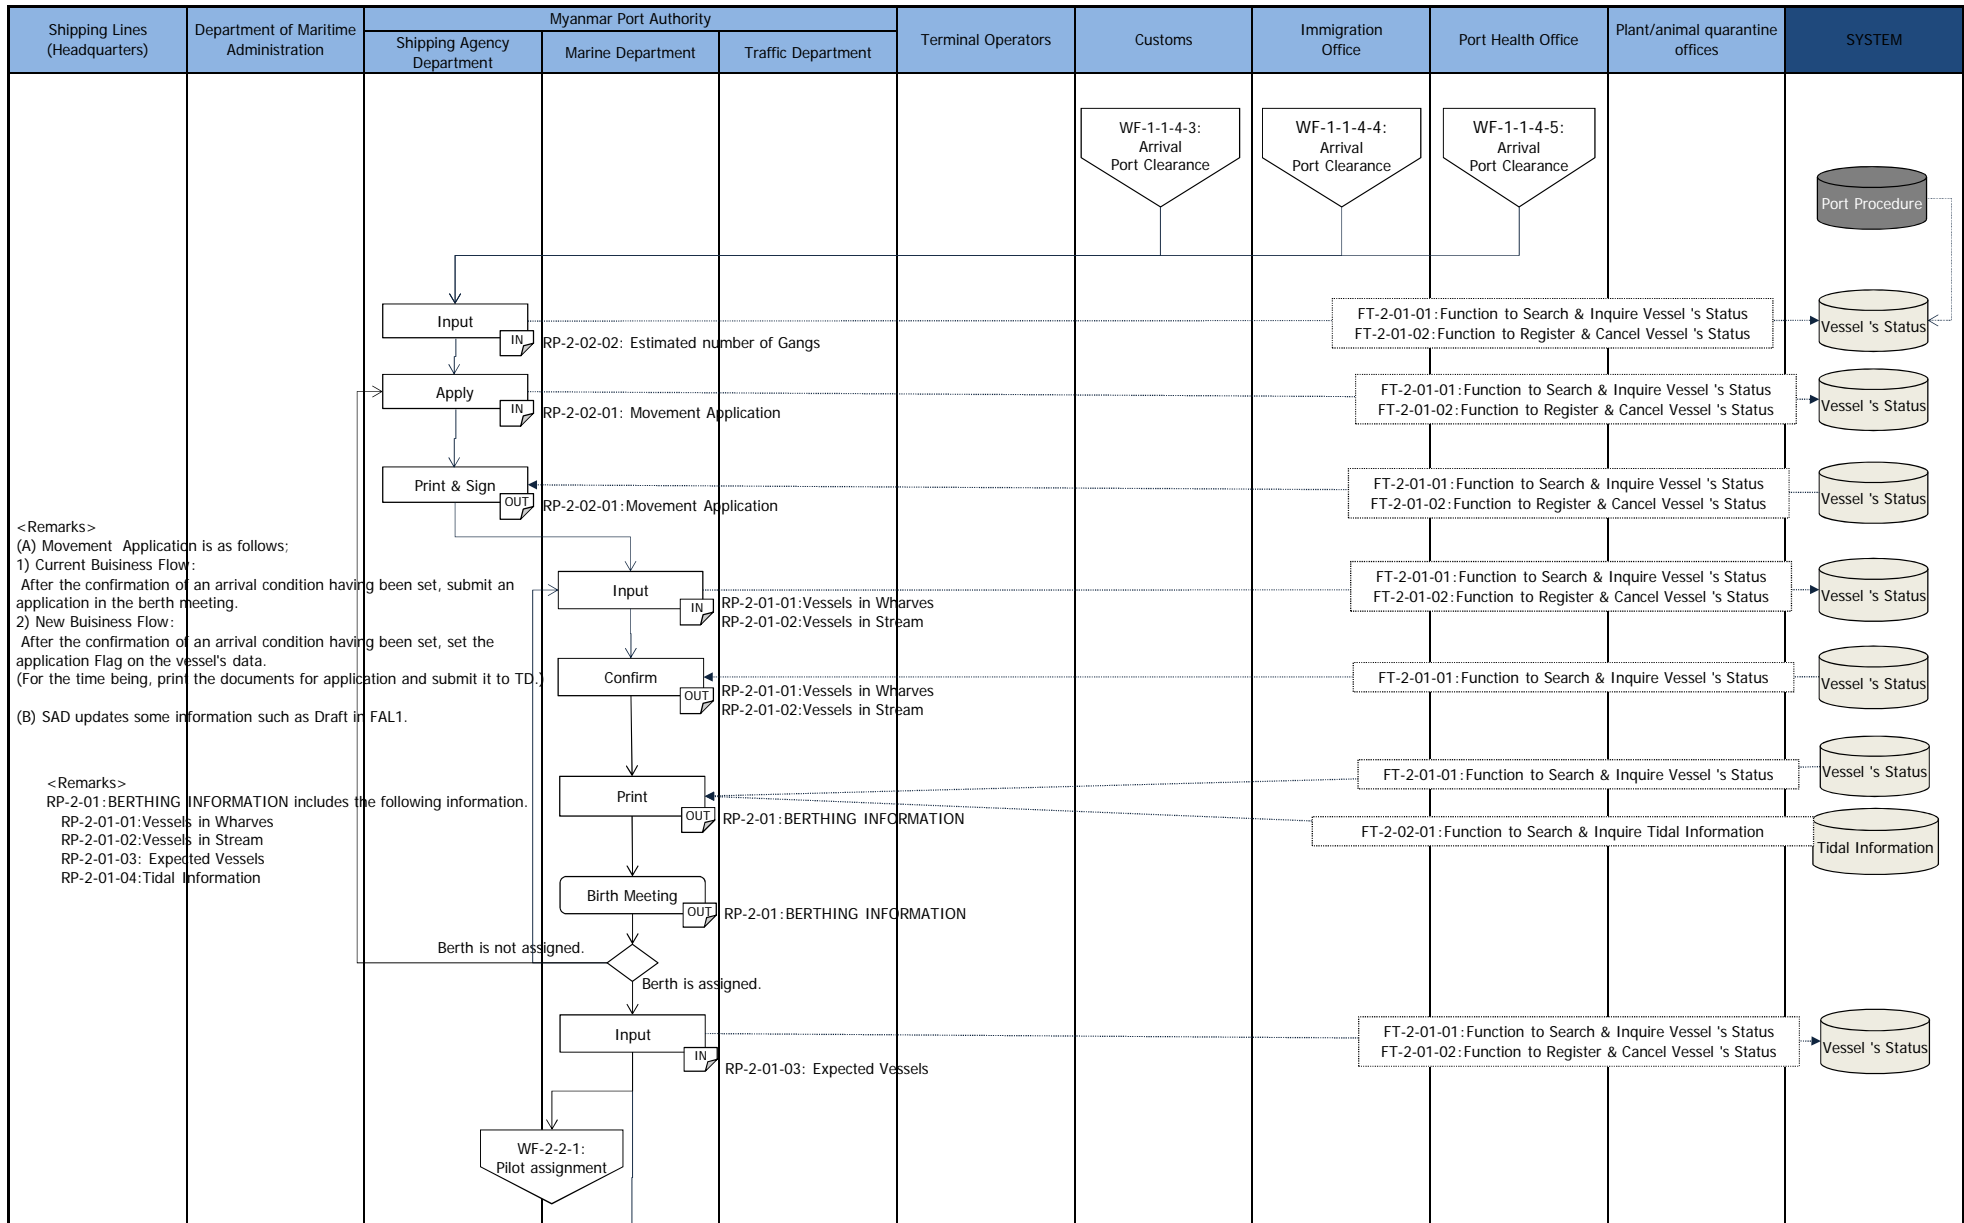 Shipping Lines
(Headquarters)
Department of Maritime
Administration
Myanmar Port Authority
Shipping Agency
Department
Marine Department
Traffic Department
Terminal Operators
Customs
Immigration
Office
Port Health Office
Plant/animal quarantine
offices
SYSTEM
WF-1-1-4-3:
Arrival
Port Clearance
WF-1-1-4-4:
Arrival
Port Clearance
WF-1-1-4-5:
Arrival
Port Clearance
Port Procedure
Input
IN
RP-2-02-02: Estimated number of Gangs
FT-2-01-01:Function to Search & Inquire Vessel 's Status
FT-2-01-02:Function to Register & Cancel Vessel 's Status
Vessel 's Status
Apply
IN
RP-2-02-01: Movement Application
FT-2-01-01:Function to Search & Inquire Vessel 's Status
FT-2-01-02:Function to Register & Cancel Vessel 's Status
Vessel 's Status
Print & Sign
OUT
RP-2-02-01:Movement Application
FT-2-01-01:Function to Search & Inquire Vessel 's Status
FT-2-01-02:Function to Register & Cancel Vessel 's Status
Vessel 's Status
<Remarks>
(A) Movement  Application is as follows;
1) Current Buisiness Flow:
After the confirmation of an arrival condition having been set, submit an
application in the berth meeting.
2) New Buisiness Flow:
After the confirmation of an arrival condition having been set, set the
application Flag on the vessel's data.
(For the time being, print the documents for application and submit it to TD.)
(B) SAD updates some information such as Draft in FAL1.
Input
IN
RP-2-01-01:Vessels in Wharves
RP-2-01-02:Vessels in Stream
FT-2-01-01:Function to Search & Inquire Vessel 's Status
FT-2-01-02:Function to Register & Cancel Vessel 's Status
Vessel 's Status
Confirm
OUT
RP-2-01-01:Vessels in Wharves
RP-2-01-02:Vessels in Stream
FT-2-01-01:Function to Search & Inquire Vessel 's Status
Vessel 's Status
<Remarks>
RP-2-01:BERTHING INFORMATION includes the following information.
RP-2-01-01:Vessels in Wharves
RP-2-01-02:Vessels in Stream
RP-2-01-03: Expected Vessels
RP-2-01-04:Tidal Information
Print
OUT
RP-2-01:BERTHING INFORMATION
FT-2-01-01:Function to Search & Inquire Vessel 's Status
Vessel 's Status
FT-2-02-01:Function to Search & Inquire Tidal Information
Tidal Information
Birth Meeting
OUT
RP-2-01:BERTHING INFORMATION
Berth is not assigned.
Berth is assigned.
Input
IN
RP-2-01-03: Expected Vessels
FT-2-01-01:Function to Search & Inquire Vessel 's Status
FT-2-01-02:Function to Register & Cancel Vessel 's Status
Vessel 's Status
WF-2-2-1:
Pilot assignment